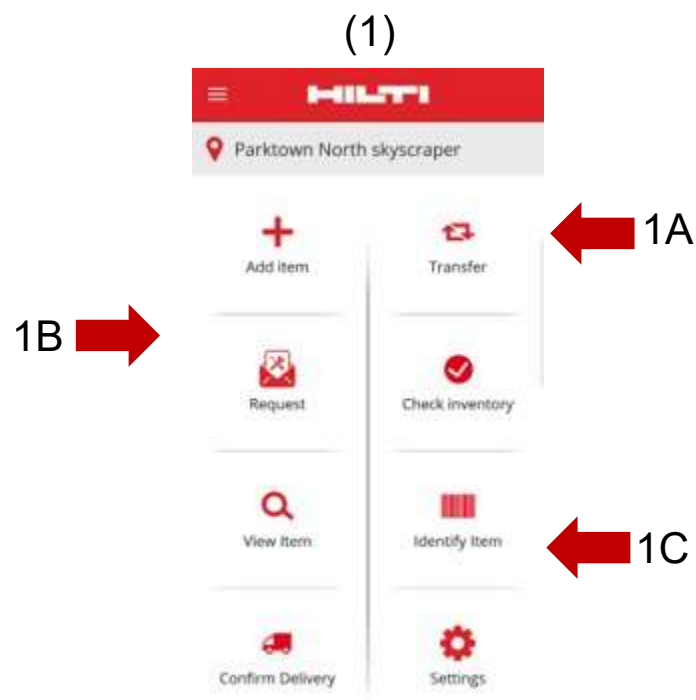 (1)
HILTI
Parktown North skyscraper
Add item
Transfer
1A
1B
Request
Check inventory
View Item
Identify Item
1C
Confirm Delivery
Settings